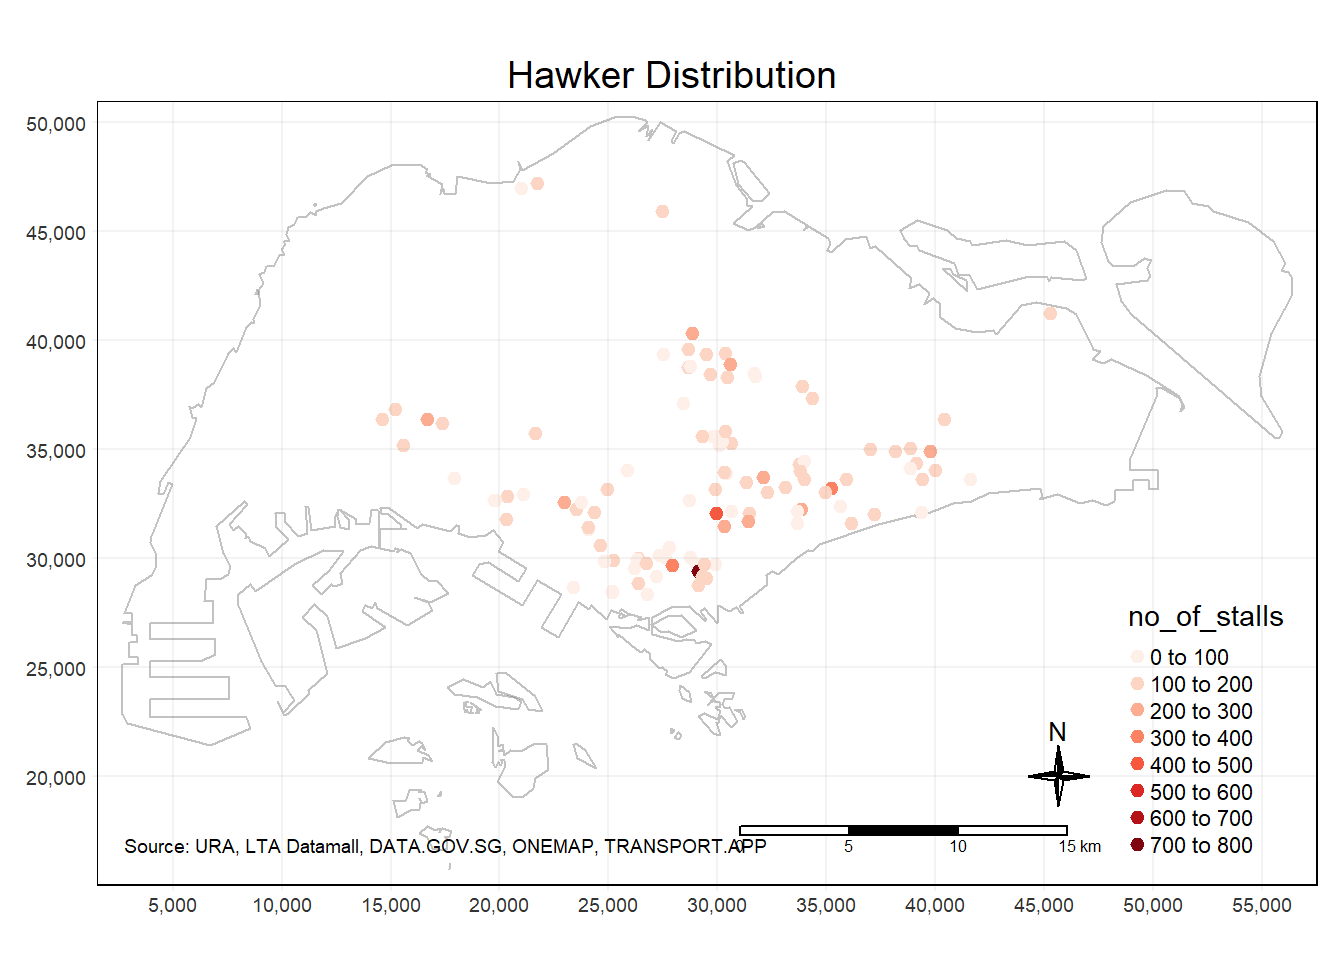 Hawker Distribution
50,000
45,000
40,000
35,000
30,000
25,000
20,000
no_of_stalls
0 to 100
100 to 200
200 to 300
300 to 400
400 to 500
500 to 600
600 to 700
700 to 800
N
Source: URA, LTA Datamall, DATA.GOV.SG, ONEMAP, TRANSPORT.APP
0 5 10 15 km
5,000 10,000 15,000 20,000 25,000 30,000 35,000 40,000 45,000 50,000 55,000